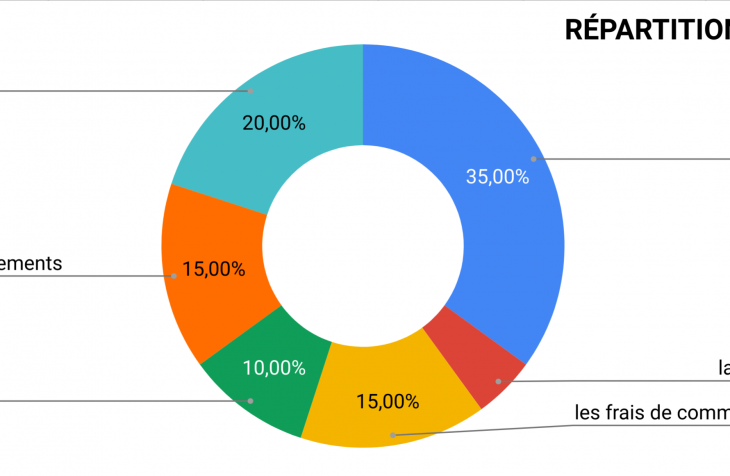 RÉPARTITION
20,00%
35,00%
ements
15,00%
10,00%
la
15,00%
les frais de comm